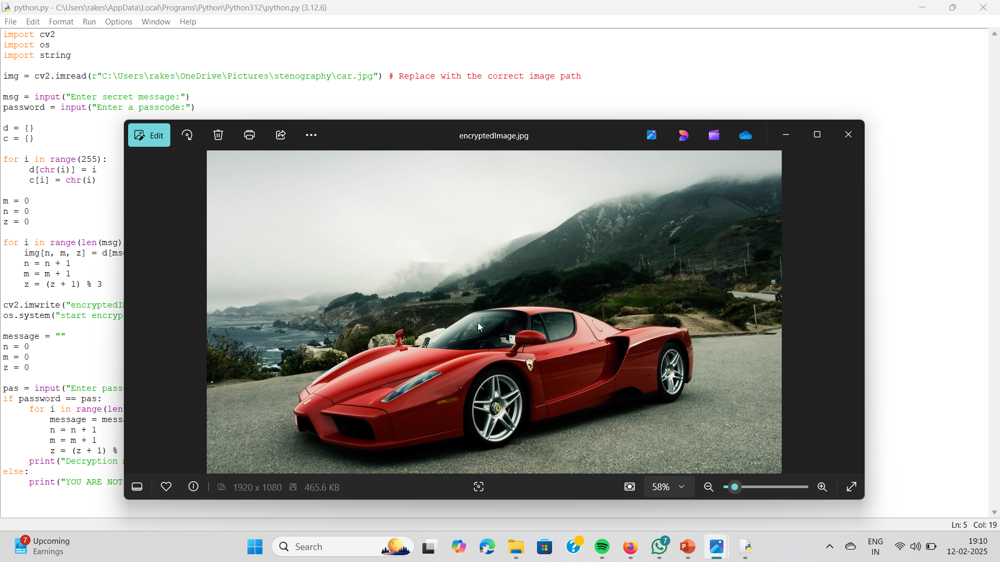 python.py - C:\Users\rakes\AppData\Local\Programs\Python\Python312\python.py (3.12.6)
File Edit Format Run Options Window Help
import cv2
import os
import string
img = cv2.imread(r"C:\Users\rakes\OneDrive\Pictures\stenography\car.jpg") # Replace with the correct image path
msg = input("Enter secret message:")
password = input("Enter a passcode:")
d = {}
c = {}
for i in range(255):
    d[chr(i)] = i
    c[i] = chr(i)
m = 0
n = 0
z = 0
for i in range(len(msg)
    img[n, m, z] = d[ms
    n = n + 1
    m = m + 1
    z = (z + 1) % 3
cv2.imwrite("encryptedI
os.system("start encryp
message = ""
n = 0
m = 0
z = 0
pas = input("Enter pass
if password == pas:
    for i in range(len
        message = mess
        n = n + 1
        m = m + 1
        z = (z + 1) %
    print("Decryption
else:
    print("YOU ARE NOT
Edit
encryptedImage.jpg
1920 x 1080 465.6 KB
58%
Ln: 5 Col: 19
7
Upcoming
Earnings
Search
7
ENG
IN
19:10
12-02-2025